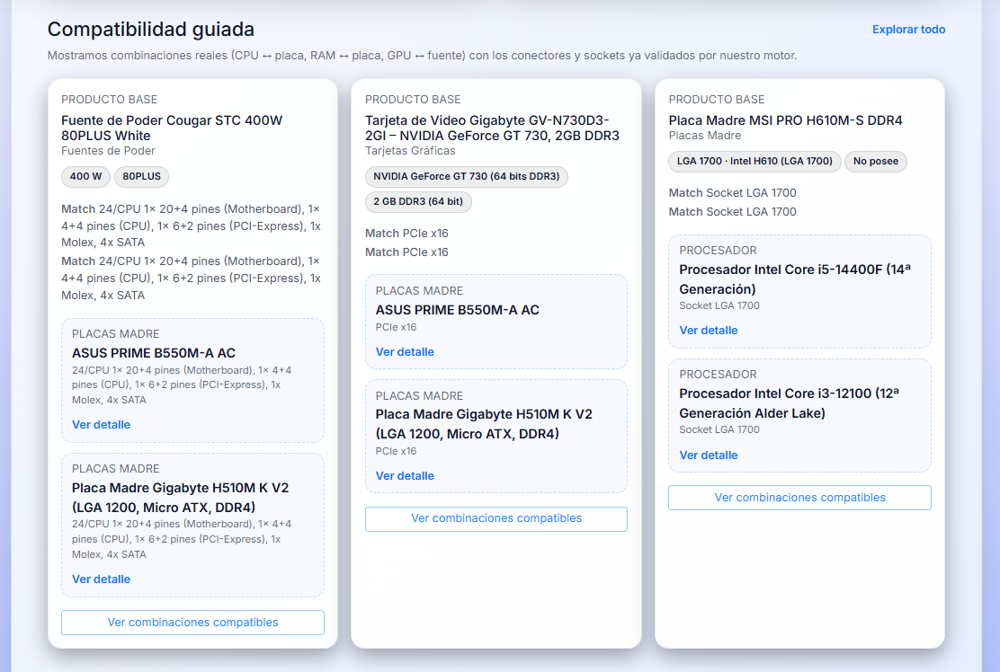 Compatibilidad guiada
Explorar todo
Mostramos combinaciones reales (CPU ↔ placa, RAM ↔ placa, GPU ↔ fuente) con los conectores y sockets ya validados por nuestro motor.
PRODUCTO BASE
Fuente de Poder Cougar STC 400W
80PLUS White
Fuentes de Poder
400 W
80PLUS
Match 24/CPU 1× 20+4 pines (Motherboard), 1×
4+4 pines (CPU), 1× 6+2 pines (PCI-Express), 1x
Molex, 4x SATA
Match 24/CPU 1× 20+4 pines (Motherboard), 1×
4+4 pines (CPU), 1× 6+2 pines (PCI-Express), 1x
Molex, 4x SATA
PLACAS MADRE
ASUS PRIME B550M-A AC
24/CPU 1× 20+4 pines (Motherboard), 1× 4+4
pines (CPU), 1× 6+2 pines (PCI-Express), 1x
Molex, 4x SATA
Ver detalle
PLACAS MADRE
Placa Madre Gigabyte H510M K V2
(LGA 1200, Micro ATX, DDR4)
24/CPU 1× 20+4 pines (Motherboard), 1× 4+4
pines (CPU), 1× 6+2 pines (PCI-Express), 1x
Molex, 4x SATA
Ver detalle
Ver combinaciones compatibles
PRODUCTO BASE
Tarjeta de Video Gigabyte GV-N730D3-
2GI – NVIDIA GeForce GT 730, 2GB DDR3
Tarjetas Gráficas
NVIDIA GeForce GT 730 (64 bits DDR3)
2 GB DDR3 (64 bit)
Match PCIe x16
Match PCIe x16
PLACAS MADRE
ASUS PRIME B550M-A AC
PCIe x16
Ver detalle
PLACAS MADRE
Placa Madre Gigabyte H510M K V2
(LGA 1200, Micro ATX, DDR4)
PCIe x16
Ver detalle
Ver combinaciones compatibles
PRODUCTO BASE
Placa Madre MSI PRO H610M-S DDR4
Placas Madre
LGA 1700 · Intel H610 (LGA 1700)
No posee
Match Socket LGA 1700
Match Socket LGA 1700
PROCESADOR
Procesador Intel Core i5-14400F (14ª
Generación)
Socket LGA 1700
Ver detalle
PROCESADOR
Procesador Intel Core i3-12100 (12ª
Generación Alder Lake)
Socket LGA 1700
Ver detalle
Ver combinaciones compatibles